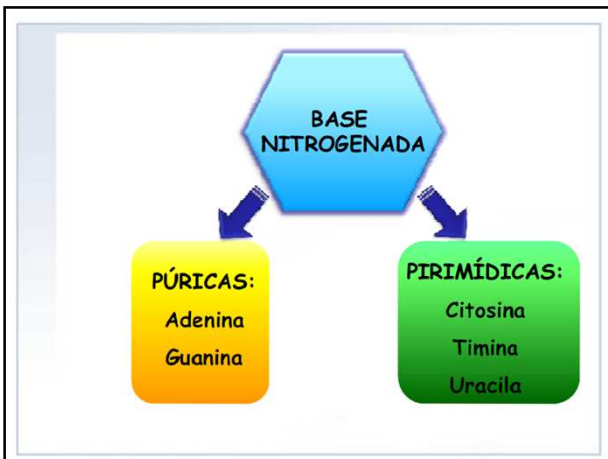 BASE
NITROGENADA
PÚRICAS:
Adenina
Guanina
PIRIMÍDICAS:
Citosina
Timina
Uracila